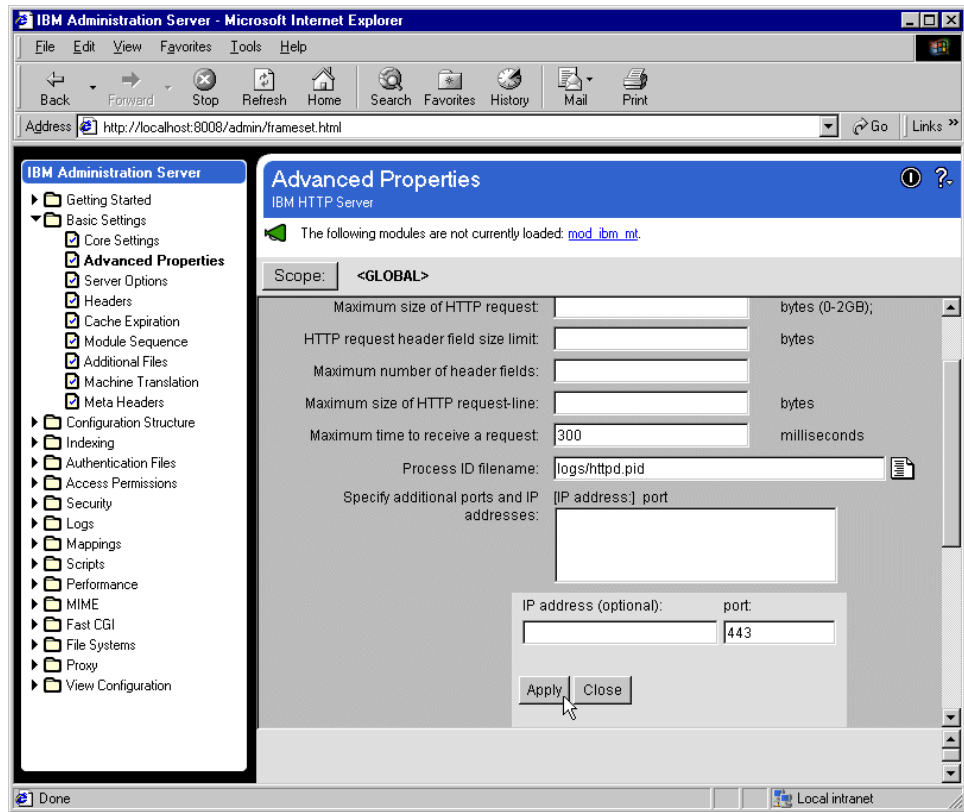 IBM Administration Server - Microsoft Internet Explorer
File Edit View Favorites Tools Help
Back Forward Stop Refresh Home Search Favorites History Mail Print
Address http://localhost:8008/admin/frameset.html Go Links »
IBM Administration Server
Getting Started
Basic Settings
Core Settings
Advanced Properties
Server Options
Headers
Cache Expiration
Module Sequence
Additional Files
Machine Translation
Meta Headers
Configuration Structure
Indexing
Authentication Files
Access Permissions
Security
Logs
Mappings
Scripts
Performance
MIME
Fast CGI
File Systems
Proxy
View Configuration
Advanced Properties
IBM HTTP Server
The following modules are not currently loaded: mod_ibm_mt.
Scope: <GLOBAL>
Maximum size of HTTP request: bytes (0-2GB);
HTTP request header field size limit: bytes
Maximum number of header fields:
Maximum size of HTTP request-line: bytes
Maximum time to receive a request: 300 milliseconds
Process ID filename: logs/httpd.pid
Specify additional ports and IP [IP address:] port
addresses:
IP address (optional): port:
443
Apply Close
Done Local intranet